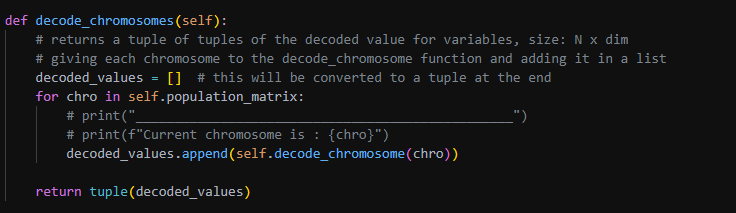 def decode_chromosomes(self):
    # returns a tuple of tuples of the decoded value for variables, size: N x dim
    # giving each chromosome to the decode_chromosome function and adding it in a list
    decoded_values = []  # this will be converted to a tuple at the end
    for chro in self.population_matrix:
        # print("________________________________________________")
        # print(f"Current chromosome is : {chro}")
        decoded_values.append(self.decode_chromosome(chro))
    return tuple(decoded_values)